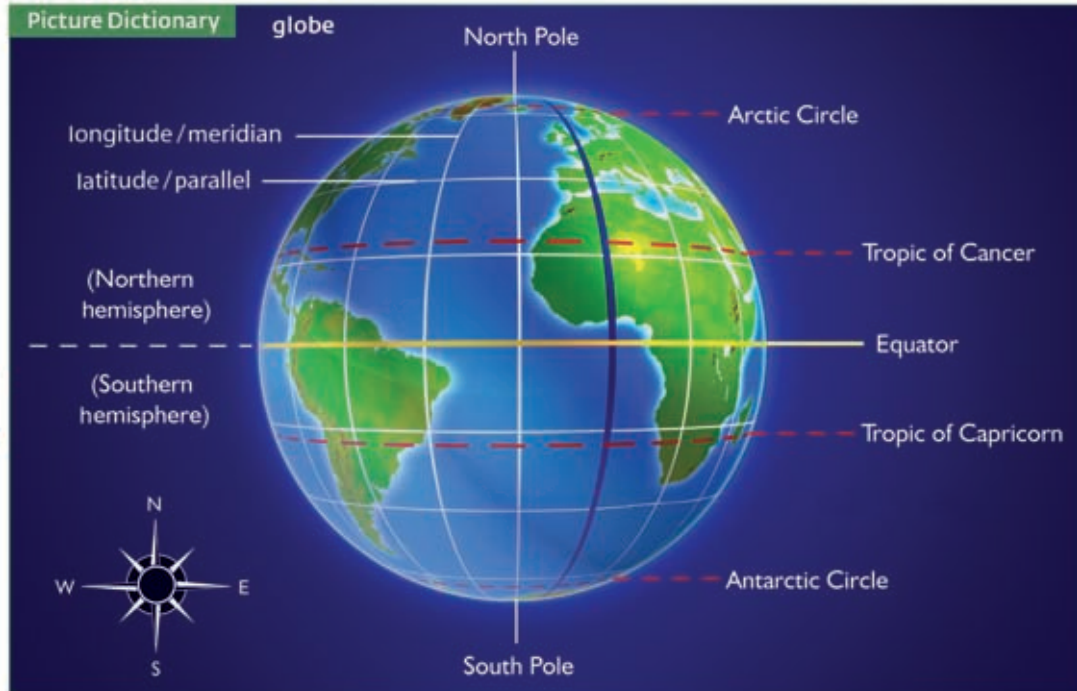 Picture Dictionary
globe
North Pole
Arctic Circle
longitude / meridian
latitude / parallel
Tropic of Cancer
(Northern
hemisphere)
Equator
(Southern
hemisphere)
Tropic of Capricorn
N
W
E
S
Antarctic Circle
South Pole